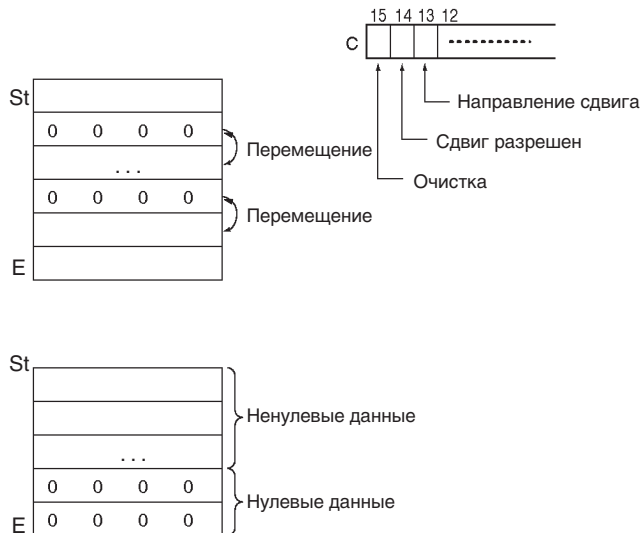 15 14 13 12
C
Направление сдвига
Сдвиг разрешен
Очистка
St
0 0 0 0
Перемещение
...
0 0 0 0
Перемещение
E
St
Ненулевые данные
...
0 0 0 0
Нулевые данные
E 0 0 0 0